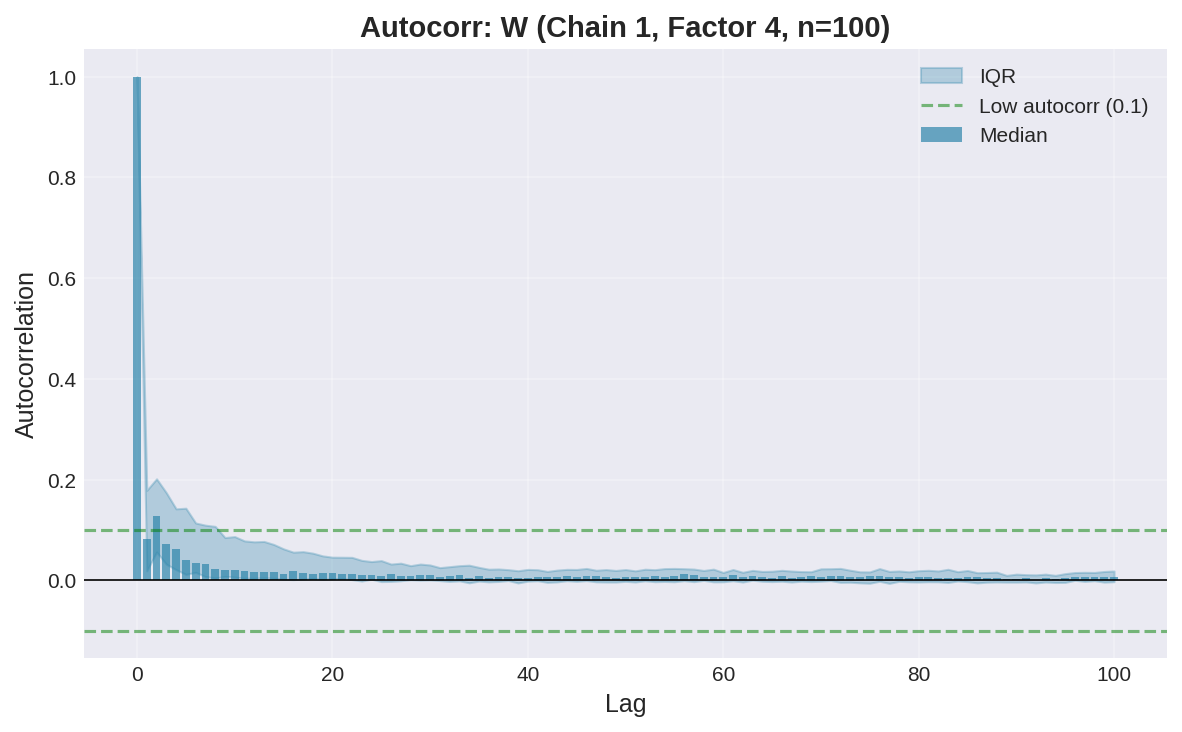 Autocorr: W (Chain 1, Factor 4, n=100)
IQR
Low autocorr (0.1)
Median
1.0
0.8
0.6
0.4
0.2
0.0
Autocorrelation
0
20
40
60
80
100
Lag